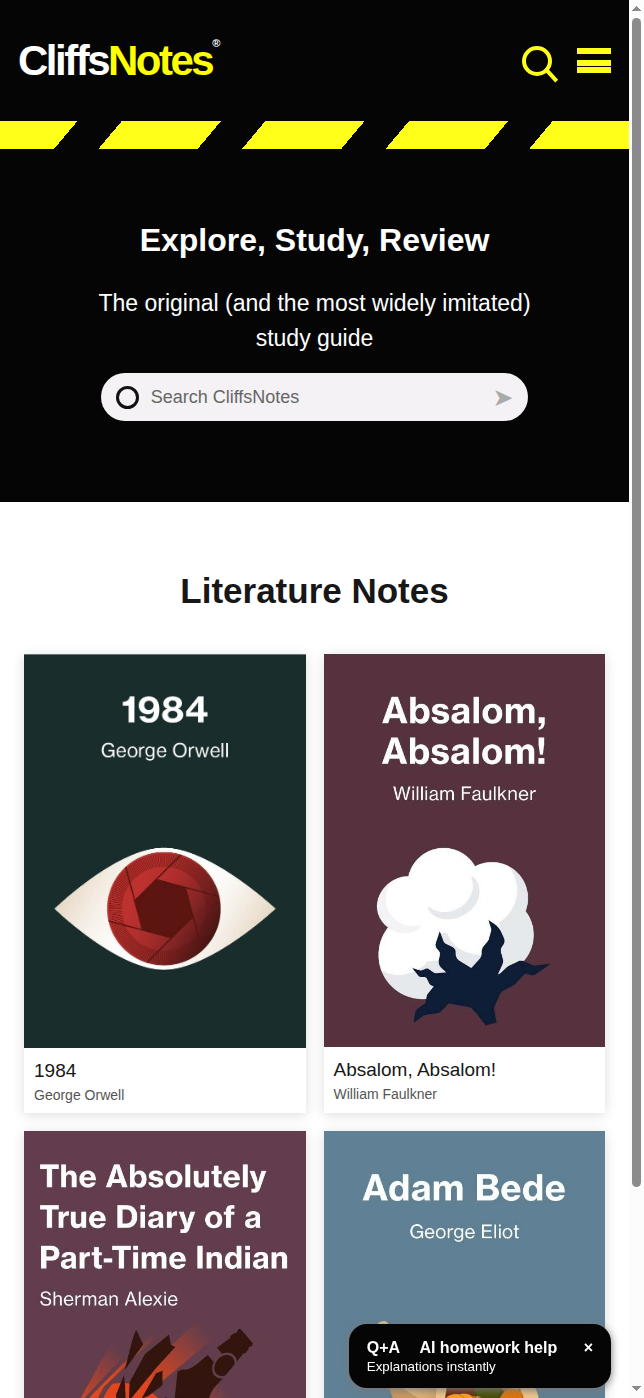 CliffsNotes®
Explore, Study, Review
The original (and the most widely imitated)
study guide
Search CliffsNotes
Literature Notes
1984
George Orwell
1984
George Orwell
Absalom,
Absalom!
William Faulkner
Absalom, Absalom!
William Faulkner
The Absolutely
True Diary of a
Part-Time Indian
Sherman Alexie
Adam Bede
George Eliot
Q+A AI homework help ×
Explanations instantly